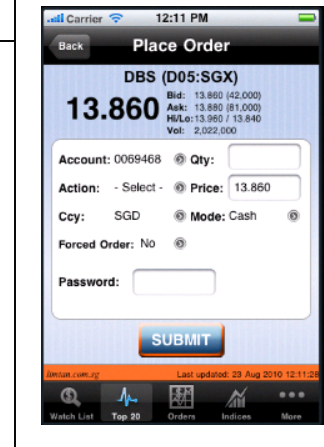 Carrier 12:11 PM
Back Place Order
DBS (D05:SGX)
13.860
Bid: 13.860 (42,000)
Ask: 13.880 (81,000)
Hi/Lo: 13.960 / 13.840
Vol: 2,022,000
Account: 0069468 Qty:
Action: - Select - Price: 13.860
Ccy: SGD Mode: Cash
Forced Order: No
Password:
SUBMIT
limtan.com.sg Last updated: 23 Aug 2010 12:11:28
Watch List Top 20 Orders Indices More